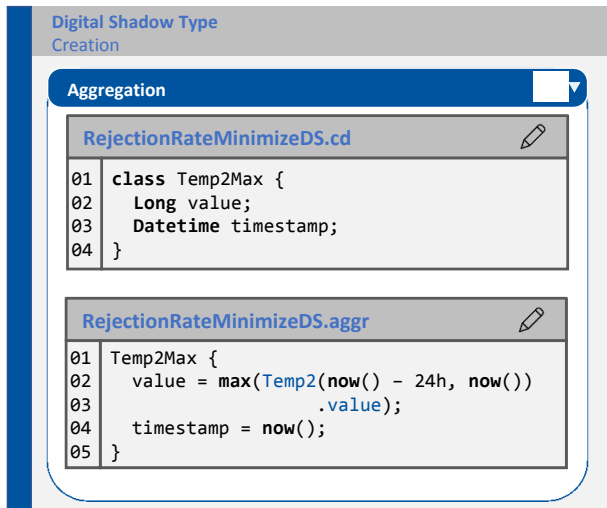 Digital Shadow Type
Creation
Aggregation
RejectionRateMinimizeDS.cd
01 class Temp2Max {
02   Long value;
03   Datetime timestamp;
04 }
RejectionRateMinimizeDS.aggr
01 Temp2Max {
02   value = max(Temp2(now() – 24h, now())
03                .value);
04   timestamp = now();
05 }